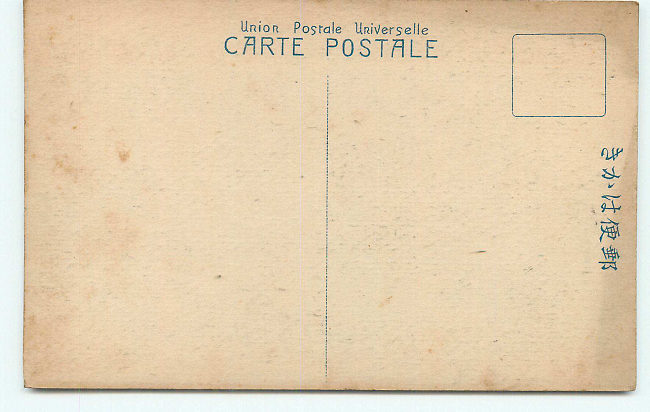 Union Postale Universelle
CARTE POSTALE
郵便はかき